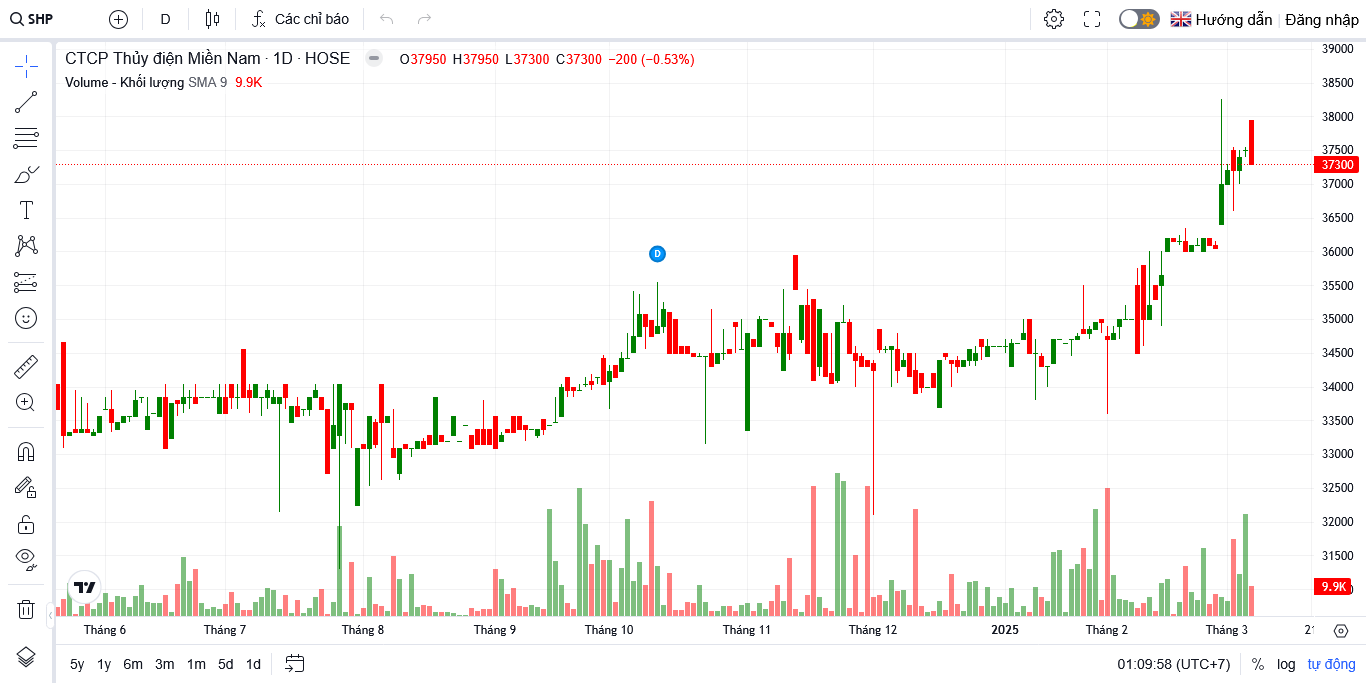 SHP D Các chỉ báo Hướng dẫn Đăng nhập
CTCP Thủy điện Miền Nam · 1D · HOSE O37950 H37950 L37300 C37300 −200 (−0.53%)
Volume - Khối lượng SMA 9 9.9K
D
39000
38500
38000
37500
37300
37000
36500
36000
35500
35000
34500
34000
33500
33000
32500
32000
31500
9.9K
Tháng 6 Tháng 7 Tháng 8 Tháng 9 Tháng 10 Tháng 11 Tháng 12 2025 Tháng 2 Tháng 3
5y 1y 6m 3m 1m 5d 1d 01:09:58 (UTC+7) % log tự động